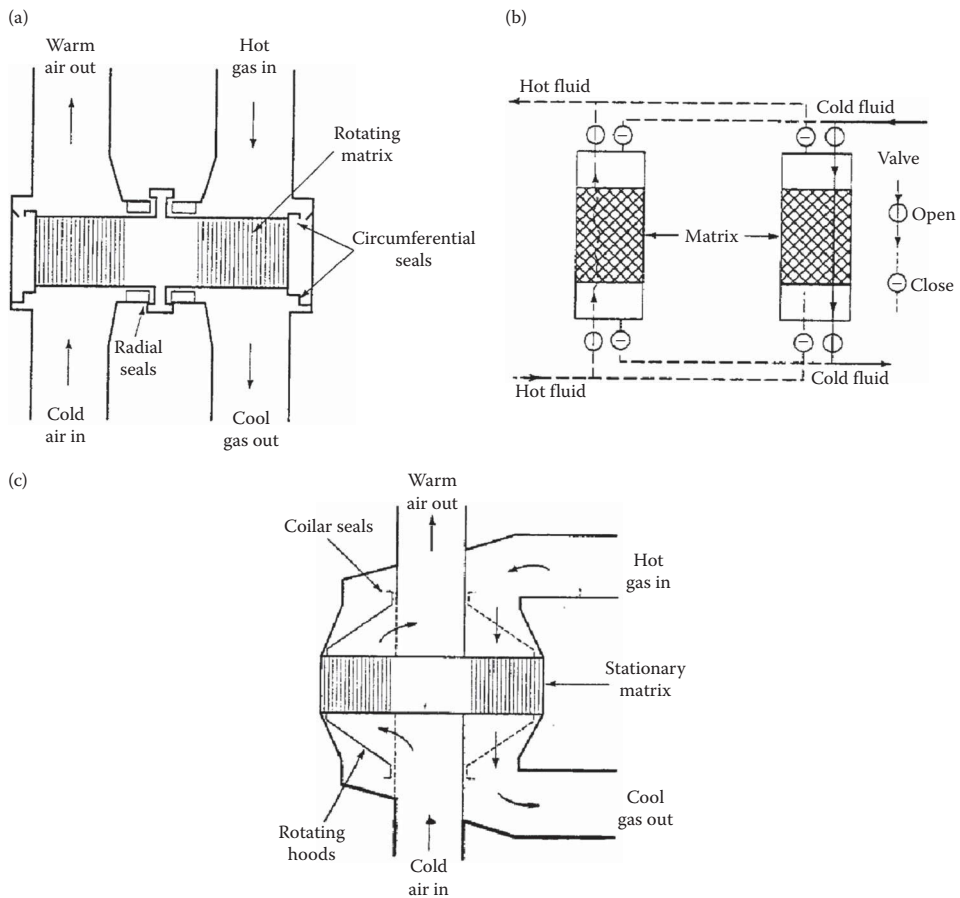 (a)
Warm
air out
Hot
gas in
Rotating
matrix
Circumferential
seals
Radial
seals
Cold
air in
Cool
gas out
(b)
Hot fluid
Cold fluid
Valve
Open
Matrix
Close
Hot fluid
Cold fluid
(c)
Warm
air out
Coilar seals
Hot
gas in
Stationary
matrix
Rotating
hoods
Cold
air in
Cool
gas out